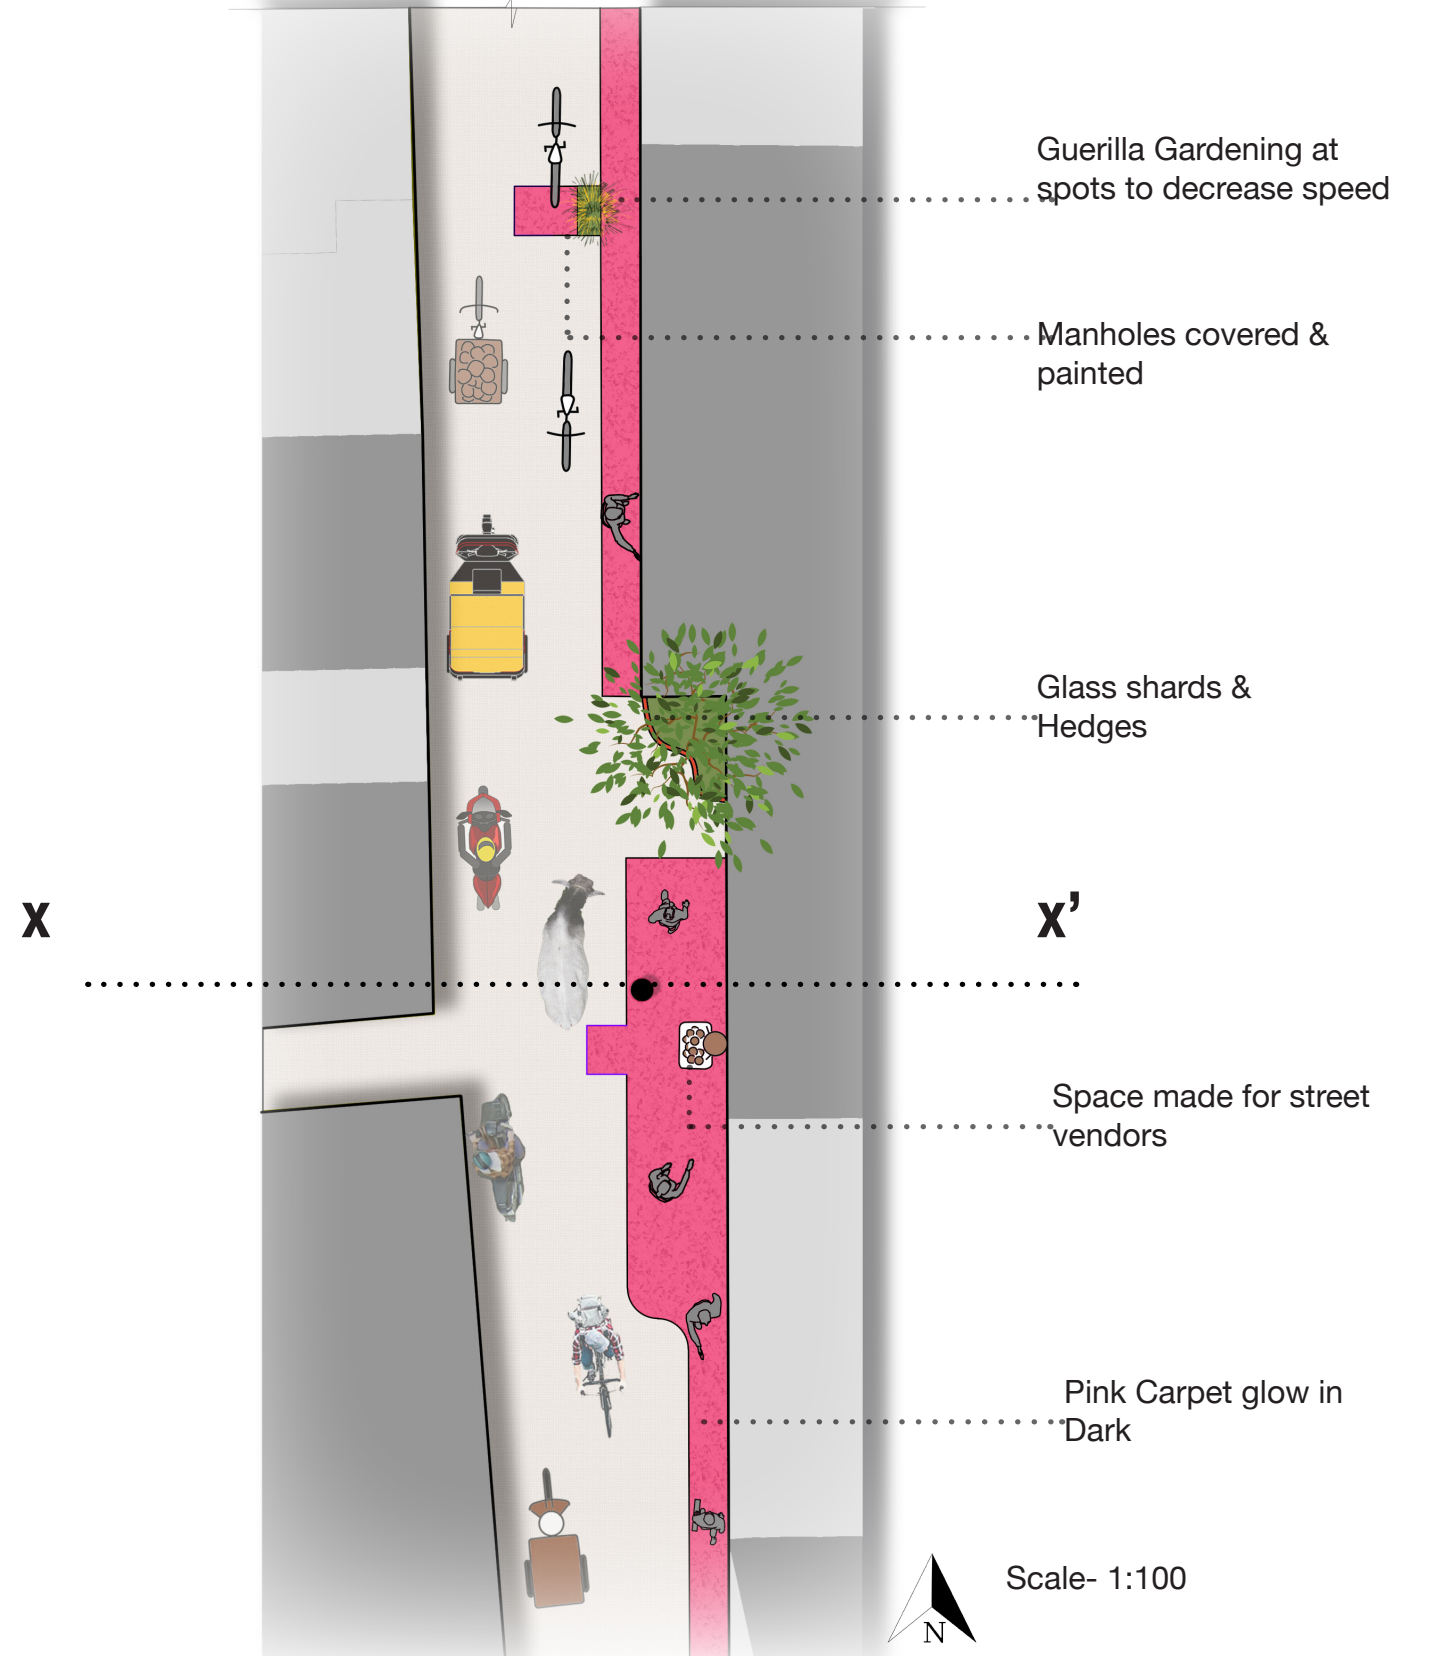 Guerilla Gardening at
spots to decrease speed
Manholes covered &
painted
Glass shards &
Hedges
X
X’
Space made for street
vendors
Pink Carpet glow in
Dark
Scale- 1:100
N